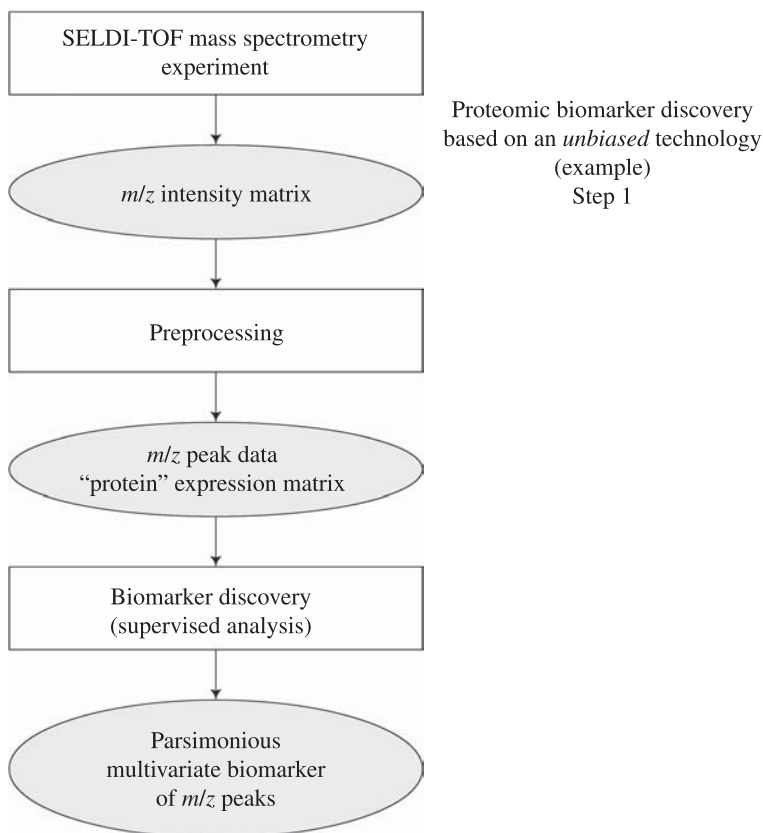 SELDI-TOF mass spectrometry
experiment
Proteomic biomarker discovery
based on an unbiased technology
(example)
Step 1
m/z intensity matrix
Preprocessing
m/z peak data
“protein” expression matrix
Biomarker discovery
(supervised analysis)
Parsimonious
multivariate biomarker
of m/z peaks